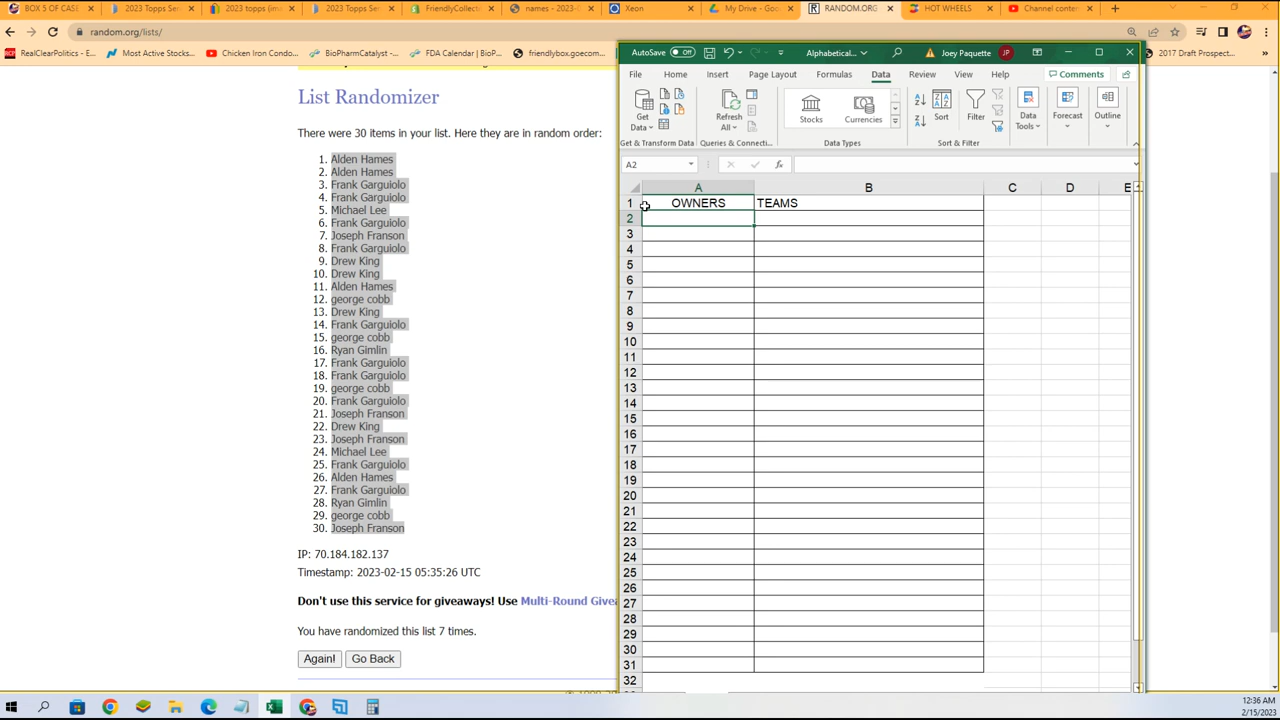 BOX 5 OF CASE
2023 Topps Ser
2023 topps (ima
2023 Topps Ser
FriendlyCollect
names - 2023-
Xeon
My Drive - Goo
RANDOM.ORG
HOT WHEELS
Channel conten
random.org/lists/
RealClearPolitics - E...
Most Active Stocks...
Chicken Iron Condo...
BioPharmCatalyst -...
FDA Calendar | BioP...
friendlybox.goecom...
2017 Draft Prospect...
AutoSave Off
Alphabetical...
Joey Paquette
JP
File Home Insert Page Layout Formulas Data Review View Help
Comments
Get Data
Refresh All
Stocks
Currencies
Sort
Filter
Data Tools
Forecast
Outline
Get & Transform Data
Queries & Connecti...
Data Types
Sort & Filter
A2
fx
A B C D E
1 OWNERS TEAMS
2
3
4
5
6
7
8
9
10
11
12
13
14
15
16
17
18
19
20
21
22
23
24
25
26
27
28
29
30
31
32
List Randomizer
There were 30 items in your list. Here they are in random order:
1. Alden Hames
2. Alden Hames
3. Frank Garguiolo
4. Frank Garguiolo
5. Michael Lee
6. Frank Garguiolo
7. Joseph Franson
8. Frank Garguiolo
9. Drew King
10. Drew King
11. Alden Hames
12. george cobb
13. Drew King
14. Frank Garguiolo
15. george cobb
16. Ryan Gimlin
17. Frank Garguiolo
18. Frank Garguiolo
19. george cobb
20. Frank Garguiolo
21. Joseph Franson
22. Drew King
23. Joseph Franson
24. Michael Lee
25. Frank Garguiolo
26. Alden Hames
27. Frank Garguiolo
28. Ryan Gimlin
29. george cobb
30. Joseph Franson
IP: 70.184.182.137
Timestamp: 2023-02-15 05:35:26 UTC
Don't use this service for giveaways! Use Multi-Round Givea
You have randomized this list 7 times.
Again! Go Back
12:36 AM
2/15/2023